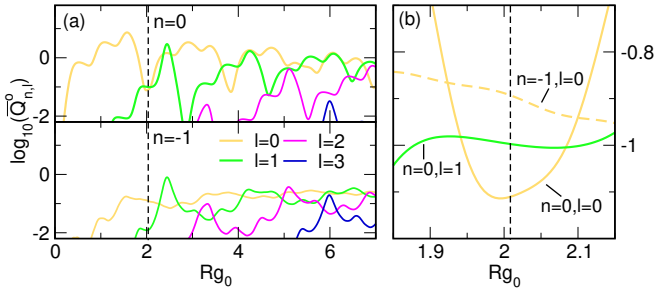 (a)
n=0
0
-2
n=-1
l=0
l=2
l=1
l=3
0
-2
log₁₀(Q̅ᵒₙ,ₗ)
0
2
4
6
Rg₀
(b)
-0.8
n=-1,l=0
-1
n=0,l=1
n=0,l=0
1.9
2
2.1
Rg₀